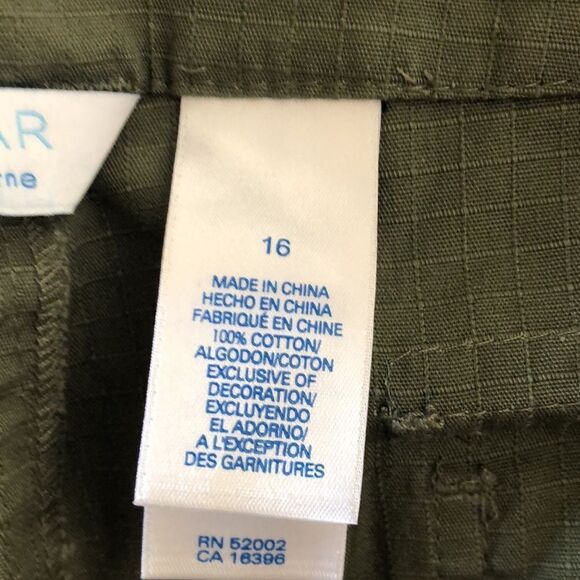 AR
rne
16
MADE IN CHINA
HECHO EN CHINA
FABRIQUÉ EN CHINE
100% COTTON/
ALGODON/COTON
EXCLUSIVE OF
DECORATION/
EXCLUYENDO
EL ADORNO/
A L'EXCEPTION
DES GARNITURES
RN 52002
CA 16396